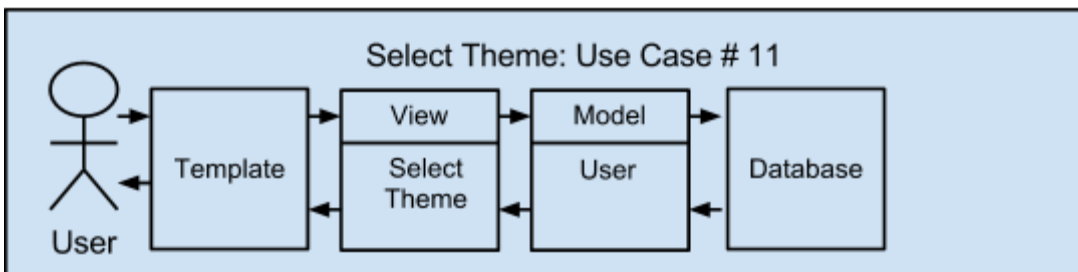 Select Theme: Use Case # 11
View
Model
Template
Select
Theme
User
Database
User